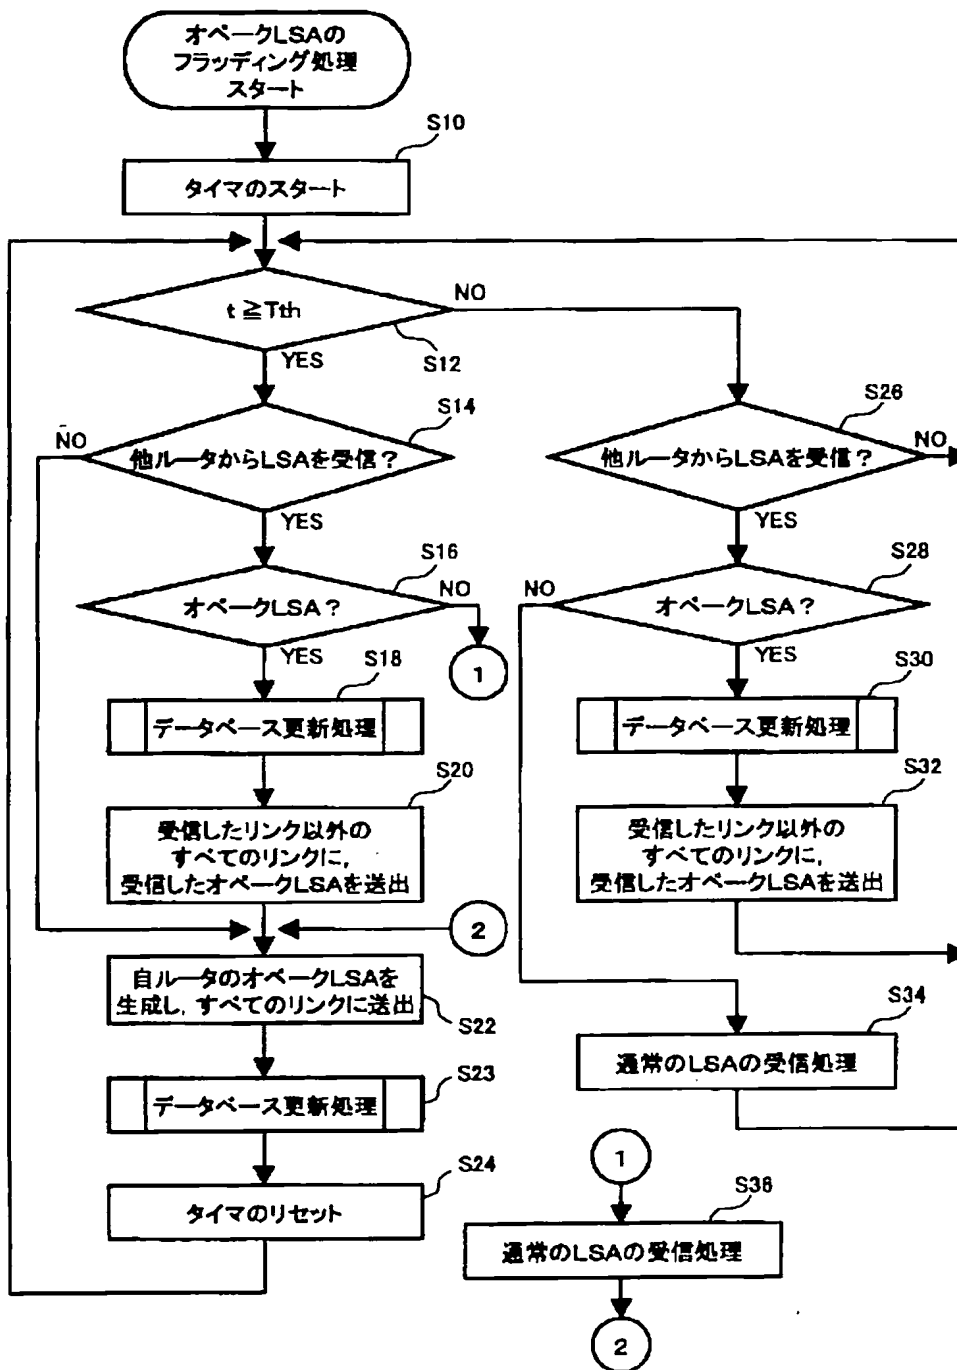 オペークLSAの
フラッディング処理
スタート
S10
タイマのスタート
t ≧Tth
NO
S12
YES
S14
NO
他ルータからLSAを受信？
YES
S26
他ルータからLSAを受信？
NO
YES
S16
オペークLSA？
NO
YES
1
S28
NO
オペークLSA？
YES
S18
データベース更新処理
S30
データベース更新処理
S20
受信したリンク以外の
すべてのリンクに,
受信したオペークLSAを送出
S32
受信したリンク以外の
すべてのリンクに,
受信したオペークLSAを送出
2
自ルータのオペークLSAを
生成し, すべてのリンクに送出
S22
S34
通常のLSAの受信処理
S23
データベース更新処理
S24
タイマのリセット
1
S36
通常のLSAの受信処理
2